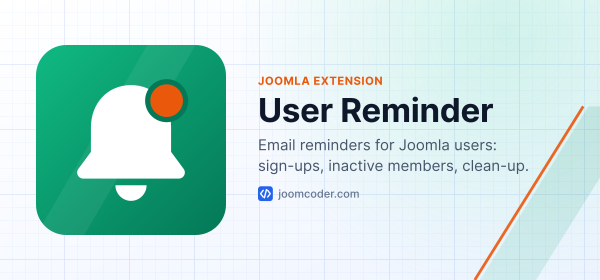 JOOMLA EXTENSION
User Reminder
Email reminders for Joomla users:
sign-ups, inactive members, clean-up.
joomcoder.com